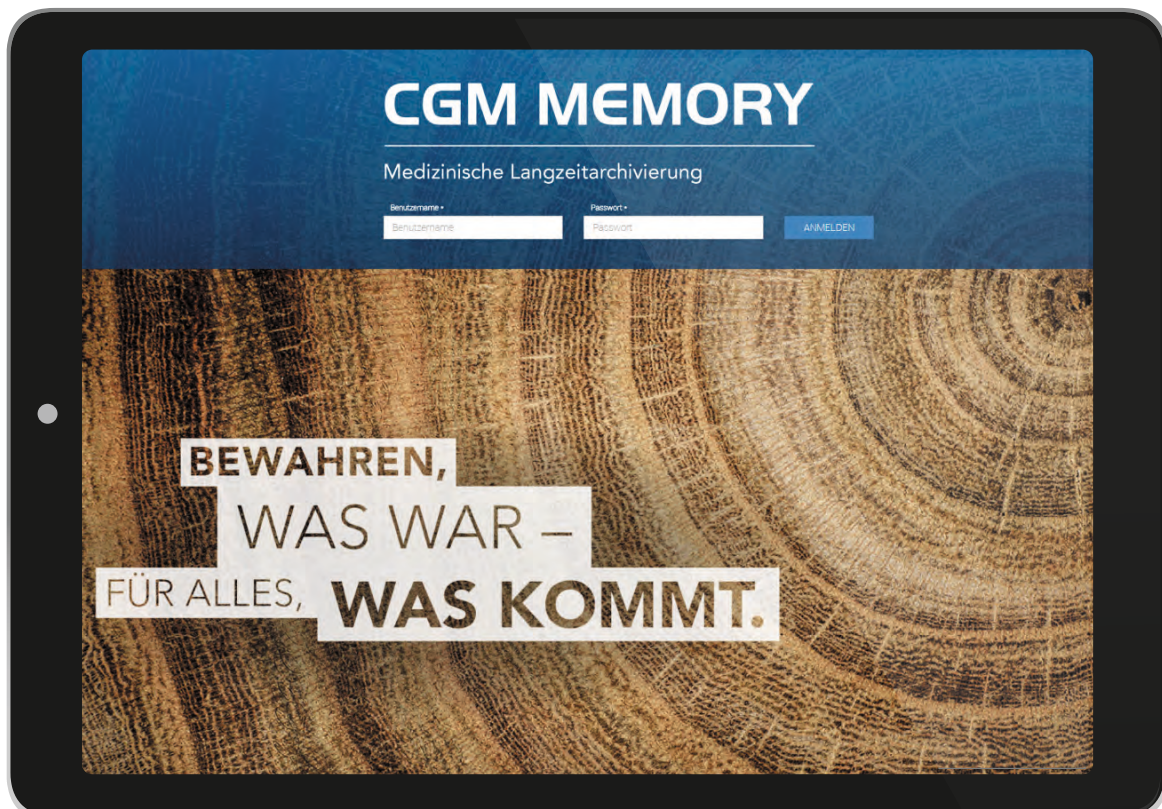 CGM MEMORY
Medizinische Langzeitarchivierung
Benutzername • Passwort •
Benutzername Passwort ANMELDEN
BEWAHREN,
WAS WAR –
FÜR ALLES, WAS KOMMT.